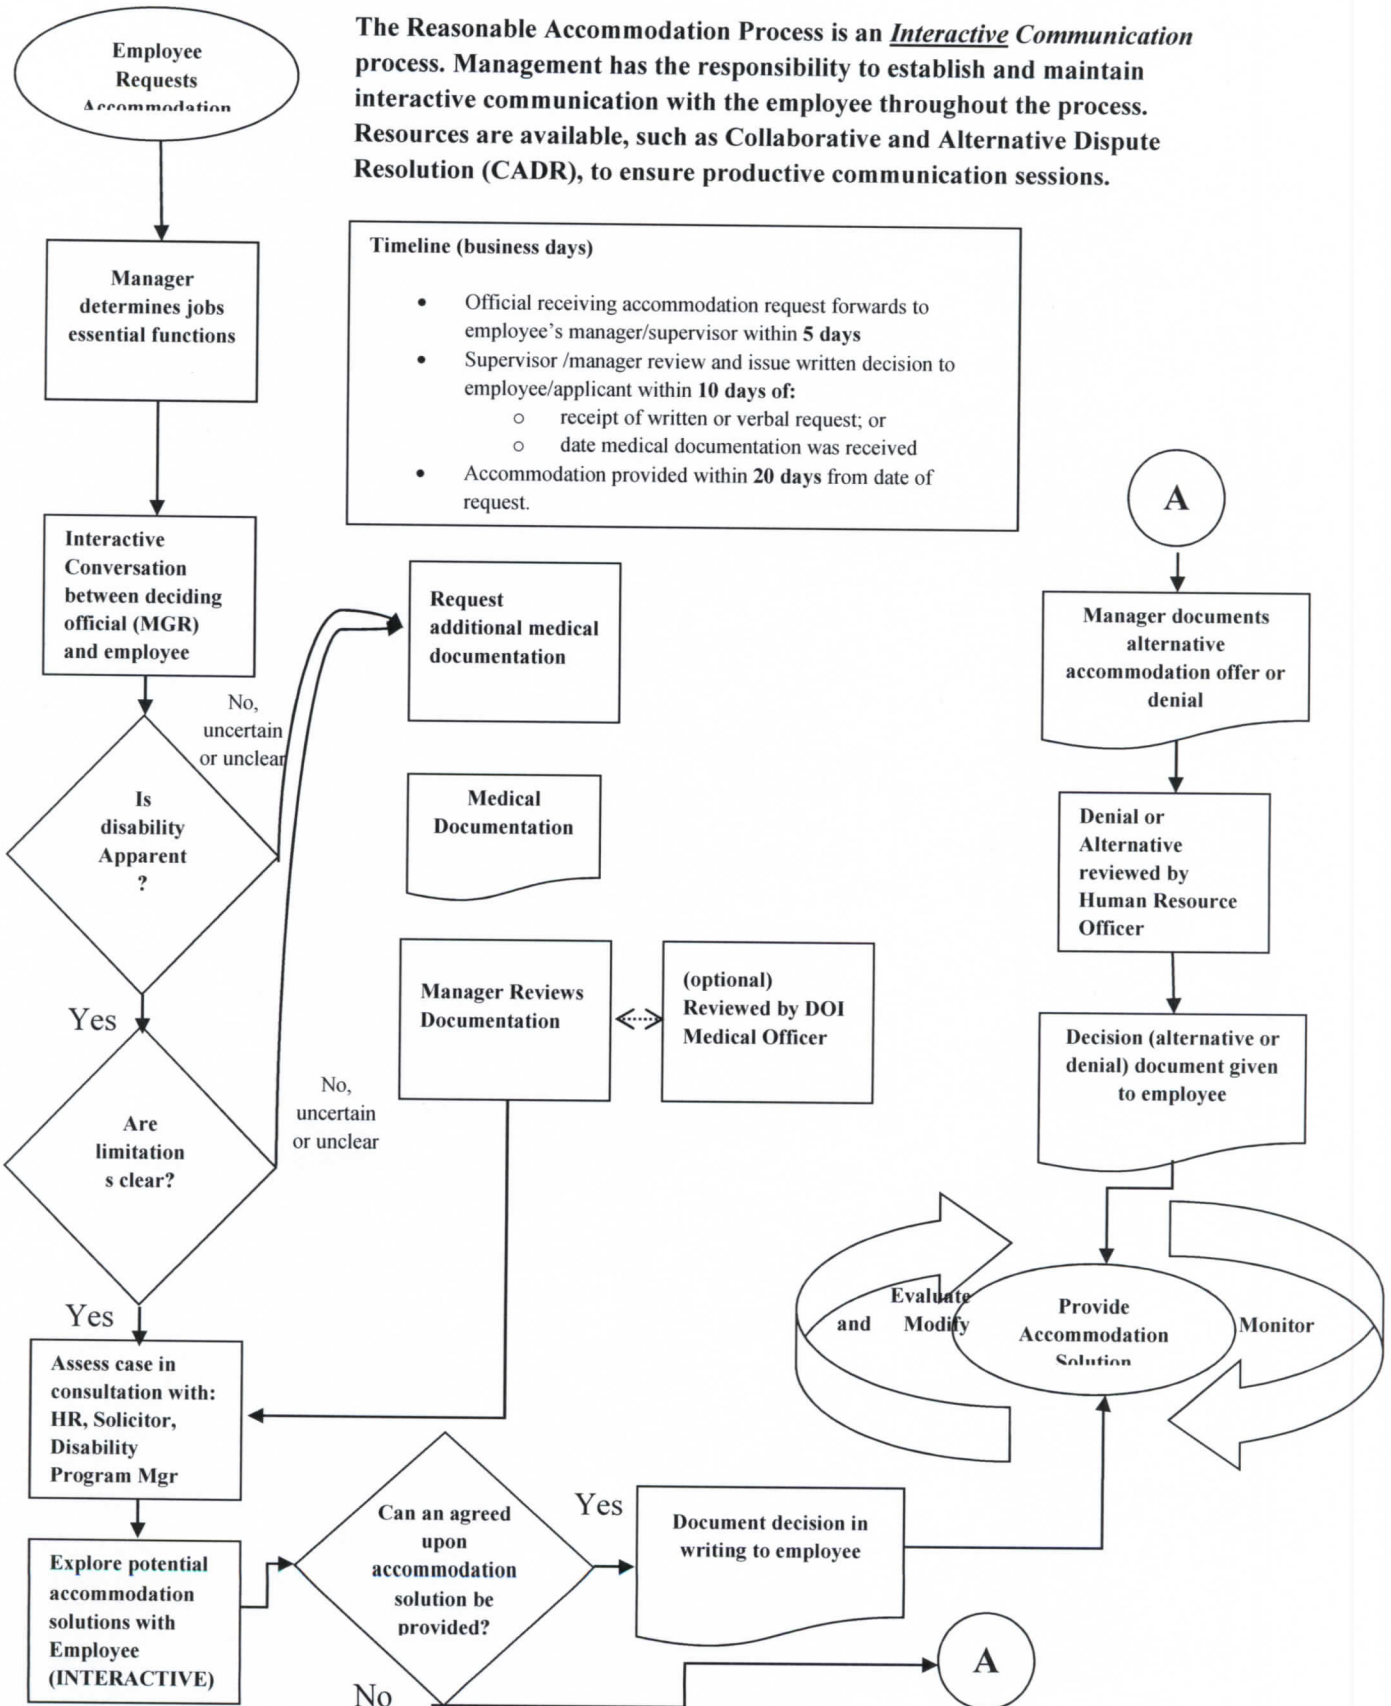 Employee
Requests
Accommodation
The Reasonable Accommodation Process is an Interactive Communication
process. Management has the responsibility to establish and maintain
interactive communication with the employee throughout the process.
Resources are available, such as Collaborative and Alternative Dispute
Resolution (CADR), to ensure productive communication sessions.
Manager
determines jobs
essential functions
Timeline (business days)
• Official receiving accommodation request forwards to
employee's manager/supervisor within 5 days
• Supervisor /manager review and issue written decision to
employee/applicant within 10 days of:
o receipt of written or verbal request; or
o date medical documentation was received
• Accommodation provided within 20 days from date of
request.
Interactive
Conversation
between deciding
official (MGR)
and employee
No,
uncertain
or unclear
Request
additional medical
documentation
Is
disability
Apparent
?
Medical
Documentation
Yes
Manager Reviews
Documentation
(optional)
Reviewed by DOI
Medical Officer
Are
limitation
s clear?
No,
uncertain
or unclear
Yes
Assess case in
consultation with:
HR, Solicitor,
Disability
Program Mgr
Explore potential
accommodation
solutions with
Employee
(INTERACTIVE)
Can an agreed
upon
accommodation
solution be
provided?
Yes
No
Document decision in
writing to employee
A
A
Manager documents
alternative
accommodation offer or
denial
Denial or
Alternative
reviewed by
Human Resource
Officer
Decision (alternative or
denial) document given
to employee
Evaluate
and Modify
Provide
Accommodation
Solution
Monitor